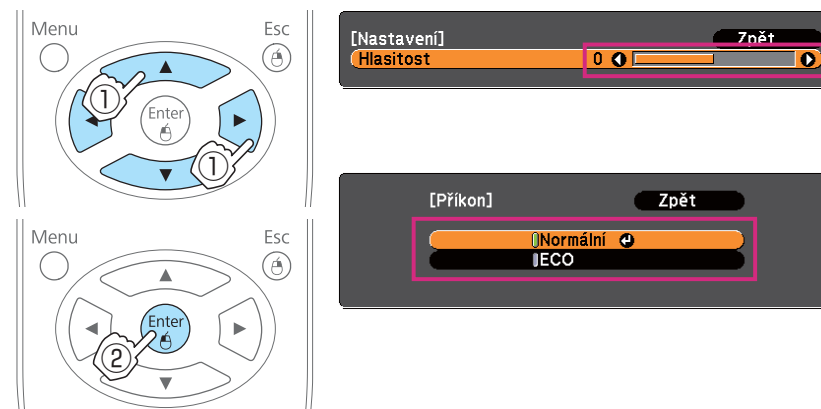 Menu
Esc
Enter
1
1
[Nastavení]
Zpět
Hlasitost
0
[Příkon]
Zpět
Normální
ECO
Menu
Esc
Enter
2